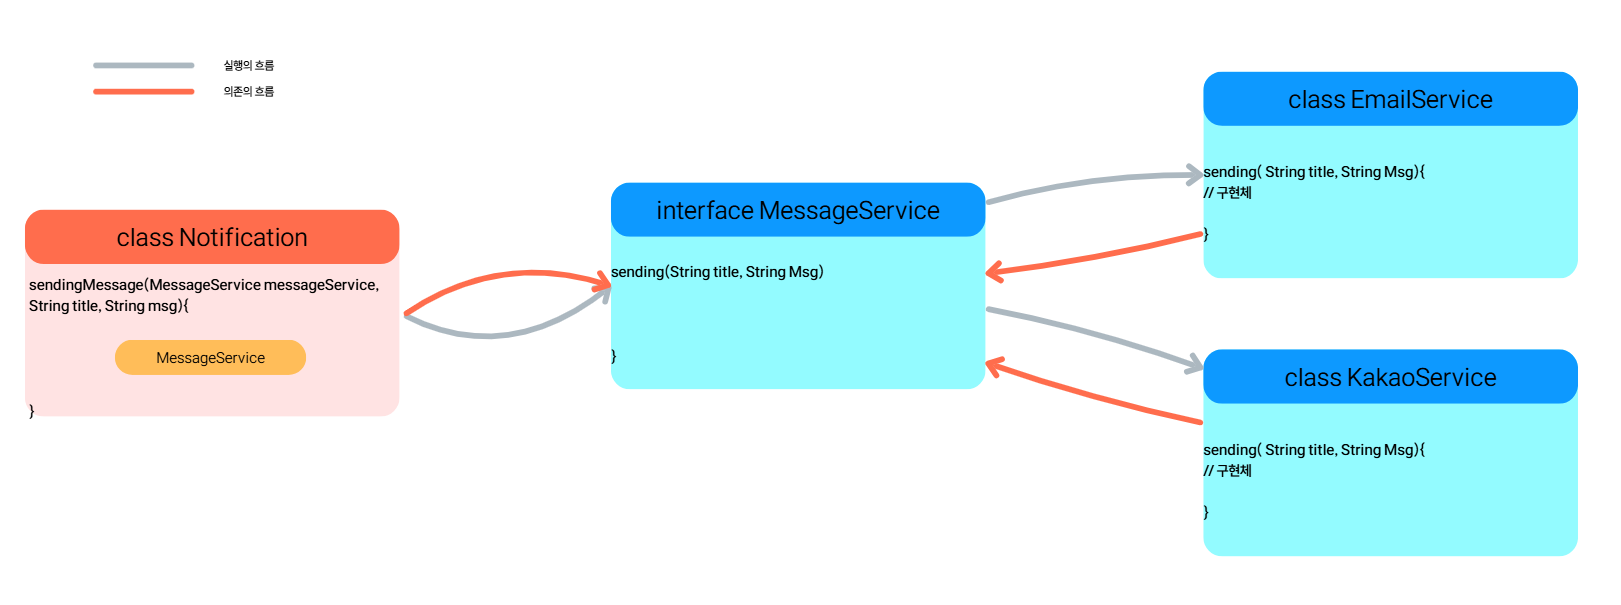 실행의 흐름
의존의 흐름
class Notification
sendingMessage(MessageService messageService,
String title, String msg){
MessageService
}
interface MessageService
sending(String title, String Msg)
}
class EmailService
sending( String title, String Msg){
// 구현체
}
class KakaoService
sending( String title, String Msg){
// 구현체
}